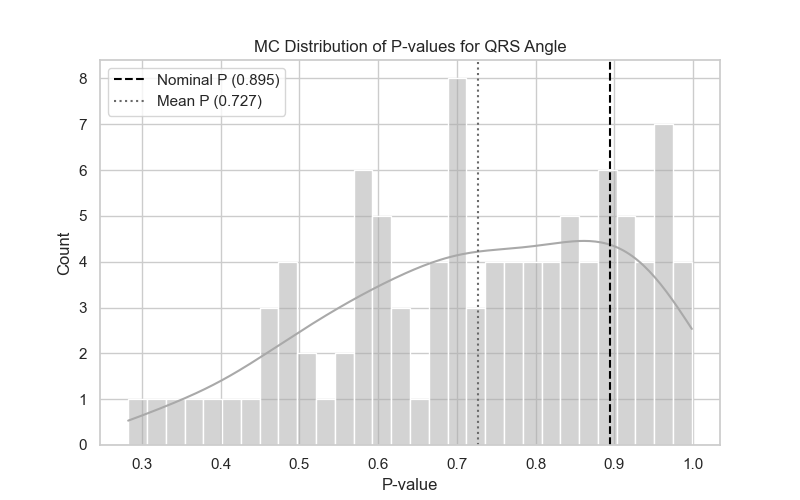 MC Distribution of P-values for QRS Angle
Nominal P (0.895)
Mean P (0.727)
Count
8
7
6
5
4
3
2
1
0
0.3 0.4 0.5 0.6 0.7 0.8 0.9 1.0
P-value